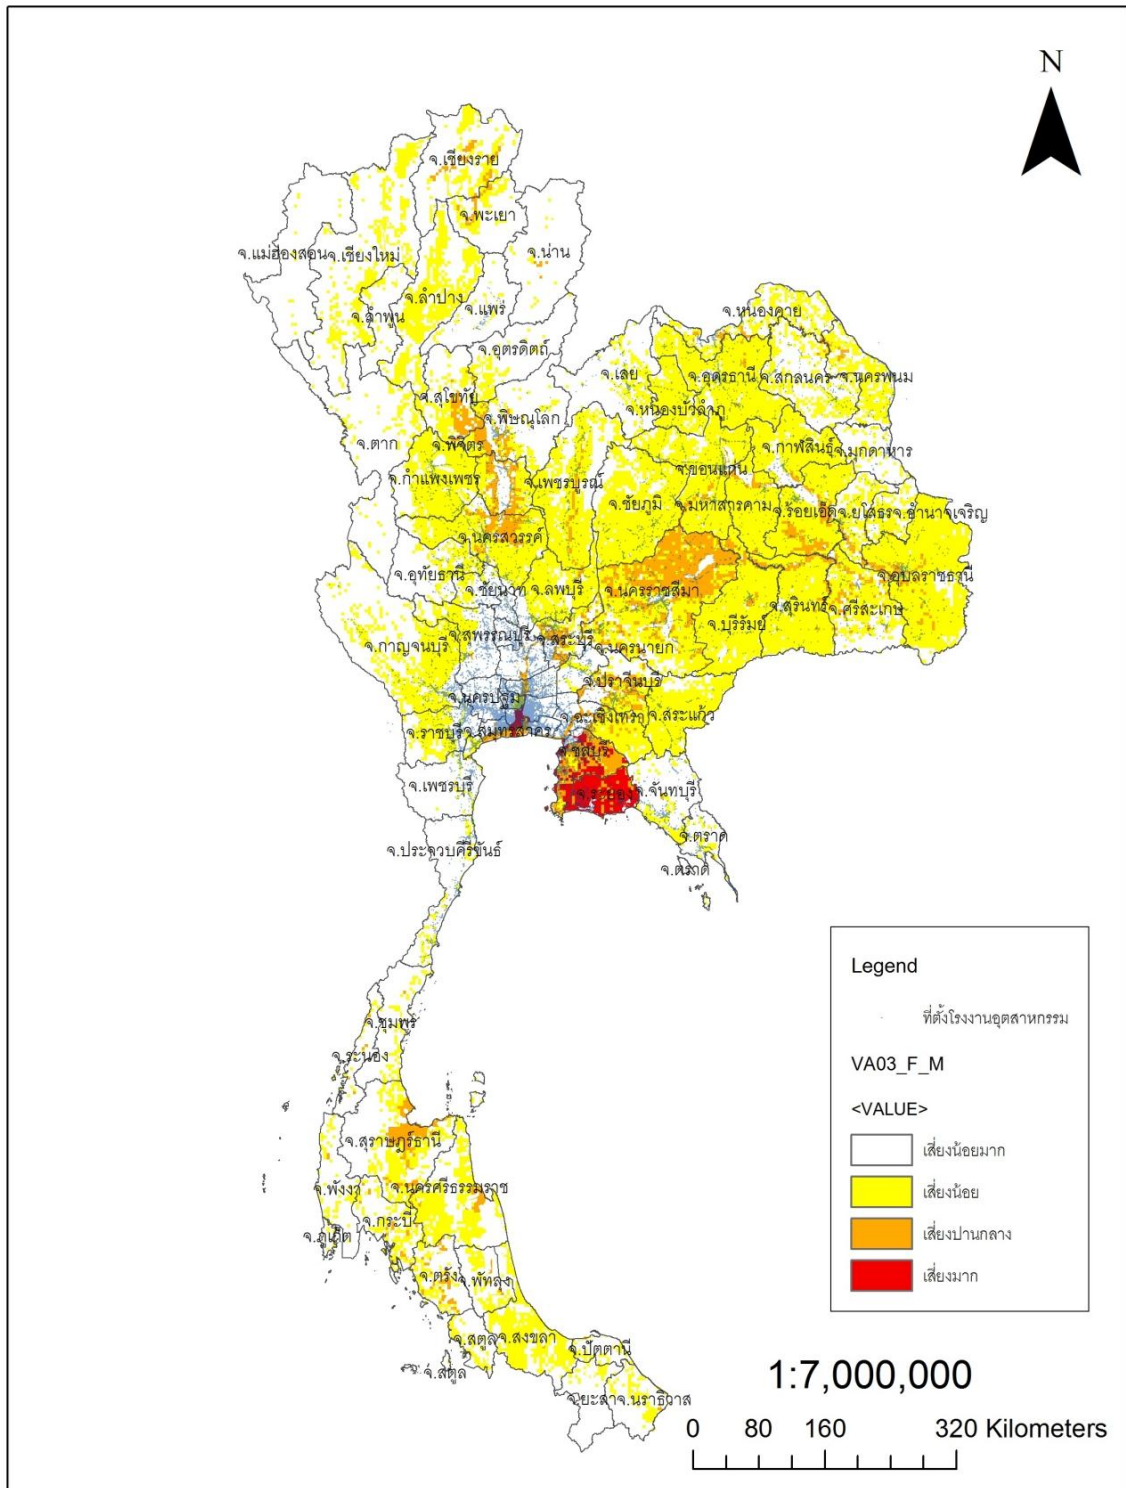 N
จ.เชียงราย
จ.พะเยา
จ.น่าน
จ.แม่ฮ่องสอน
จ.เชียงใหม่
จ.ลำปาง
จ.แพร่
จ.ลำพูน
จ.อุตรดิตถ์
จ.หนองคาย
จ.เลย
จ.อุดรธานี
จ.สกลนคร
จ.นครพนม
จ.สุโขทัย
จ.หนองบัวลำภู
จ.พิษณุโลก
จ.ตาก
จ.พิจิตร
จ.กาฬสินธุ์
จ.มุกดาหาร
จ.กำแพงเพชร
จ.เพชรบูรณ์
จ.ขอนแก่น
จ.ชัยภูมิ
จ.มหาสารคาม
จ.ร้อยเอ็ด
จ.ยโสธร
จ.อำนาจเจริญ
จ.นครสวรรค์
จ.อุทัยธานี
จ.ชัยนาท
จ.ลพบุรี
จ.นครราชสีมา
จ.อุบลราชธานี
จ.สุรินทร์
จ.ศรีสะเกษ
จ.บุรีรัมย์
จ.กาญจนบุรี
จ.สุพรรณบุรี
จ.สระบุรี
จ.นครนายก
จ.ปราจีนบุรี
จ.นครปฐม
จ.ฉะเชิงเทรา
จ.สระแก้ว
จ.ราชบุรี
จ.สมุทรสาคร
จ.ชลบุรี
จ.เพชรบุรี
จ.ระยอง
จ.จันทบุรี
จ.ตราด
จ.ประจวบคีรีขันธ์
จ.ตราด
จ.ชุมพร
จ.ระนอง
จ.สุราษฎร์ธานี
จ.พังงา
จ.นครศรีธรรมราช
จ.กระบี่
จ.ภูเก็ต
จ.ตรัง
จ.พัทลุง
จ.สตูล
จ.สงขลา
จ.ปัตตานี
จ.สตูล
จ.ยะลา
จ.นราธิวาส
Legend
ที่ตั้งโรงงานอุตสาหกรรม
VA03_F_M
<VALUE>
เสี่ยงน้อยมาก
เสี่ยงน้อย
เสี่ยงปานกลาง
เสี่ยงมาก
1:7,000,000
0 80 160 320 Kilometers